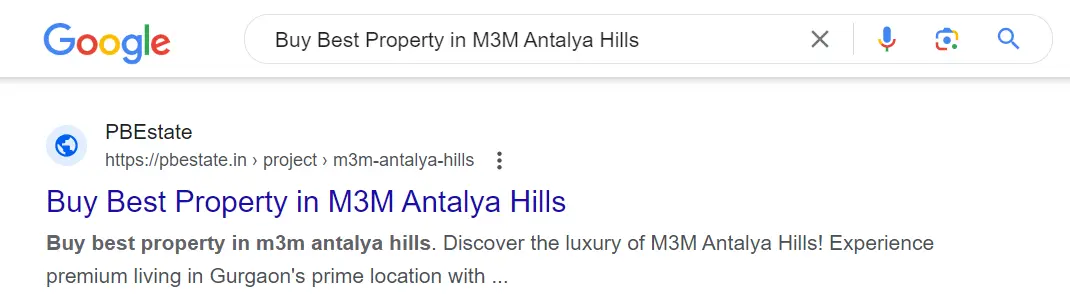 Google
Buy Best Property in M3M Antalya Hills
PBEstate
https://pbestate.in › project › m3m-antalya-hills
Buy Best Property in M3M Antalya Hills
Buy best property in m3m antalya hills. Discover the luxury of M3M Antalya Hills! Experience
premium living in Gurgaon's prime location with ...